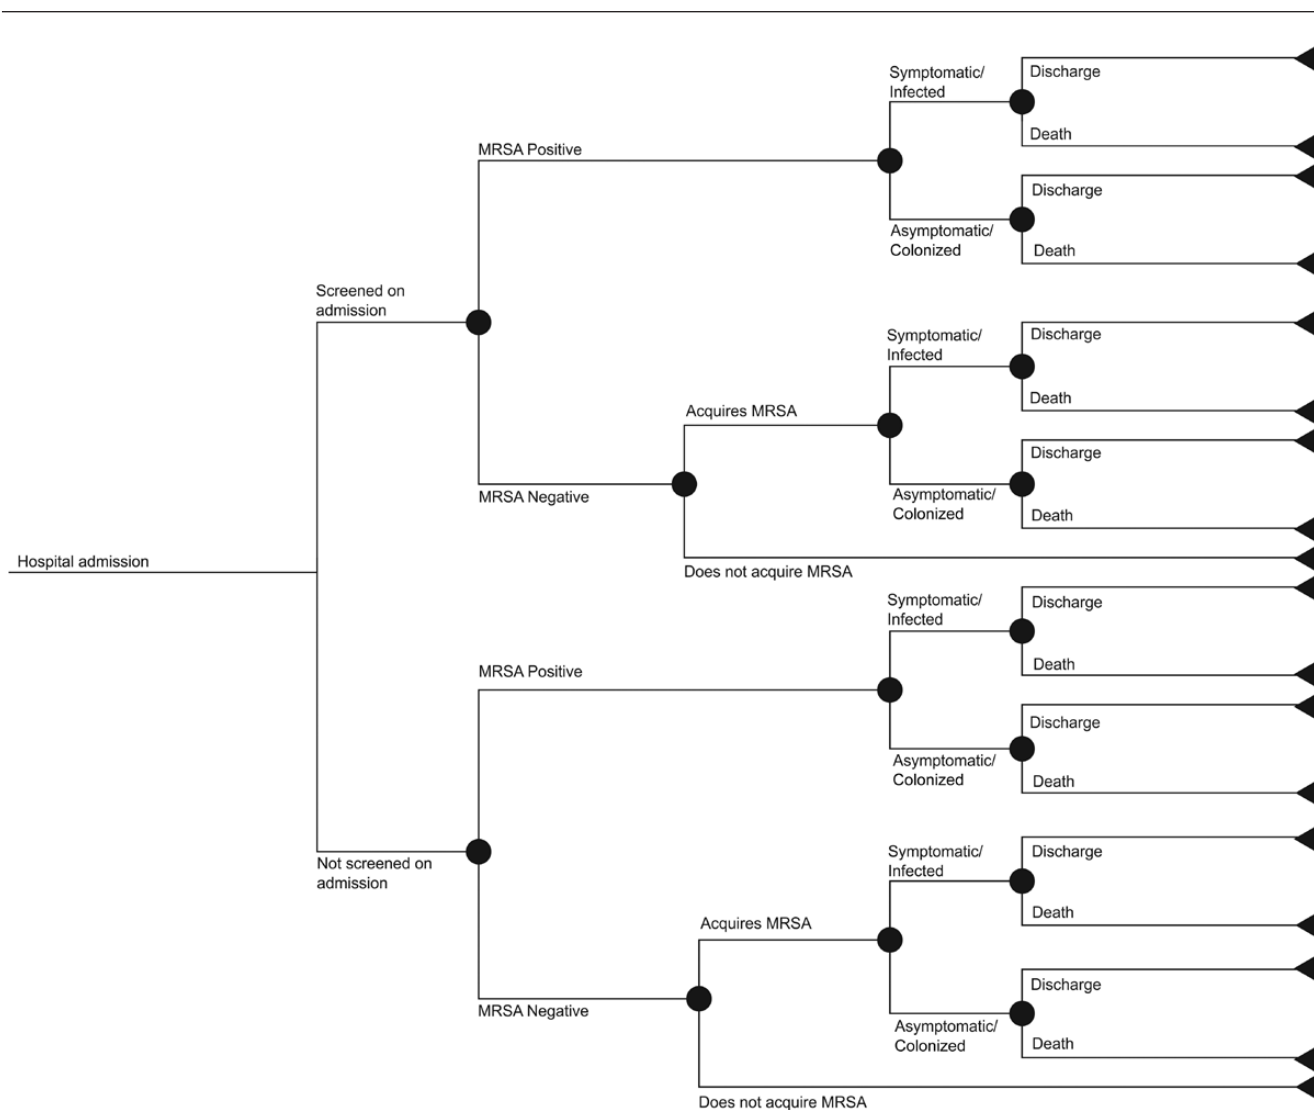 Symptomatic/
Infected
Discharge
Death
MRSA Positive
Discharge
Asymptomatic/
Colonized
Death
Screened on
admission
Symptomatic/
Infected
Discharge
Death
Acquires MRSA
Discharge
MRSA Negative
Asymptomatic/
Colonized
Death
Hospital admission
Does not acquire MRSA
Symptomatic/
Infected
Discharge
Death
MRSA Positive
Discharge
Asymptomatic/
Colonized
Death
Not screened on
admission
Symptomatic/
Infected
Discharge
Death
Acquires MRSA
Discharge
MRSA Negative
Asymptomatic/
Colonized
Death
Does not acquire MRSA